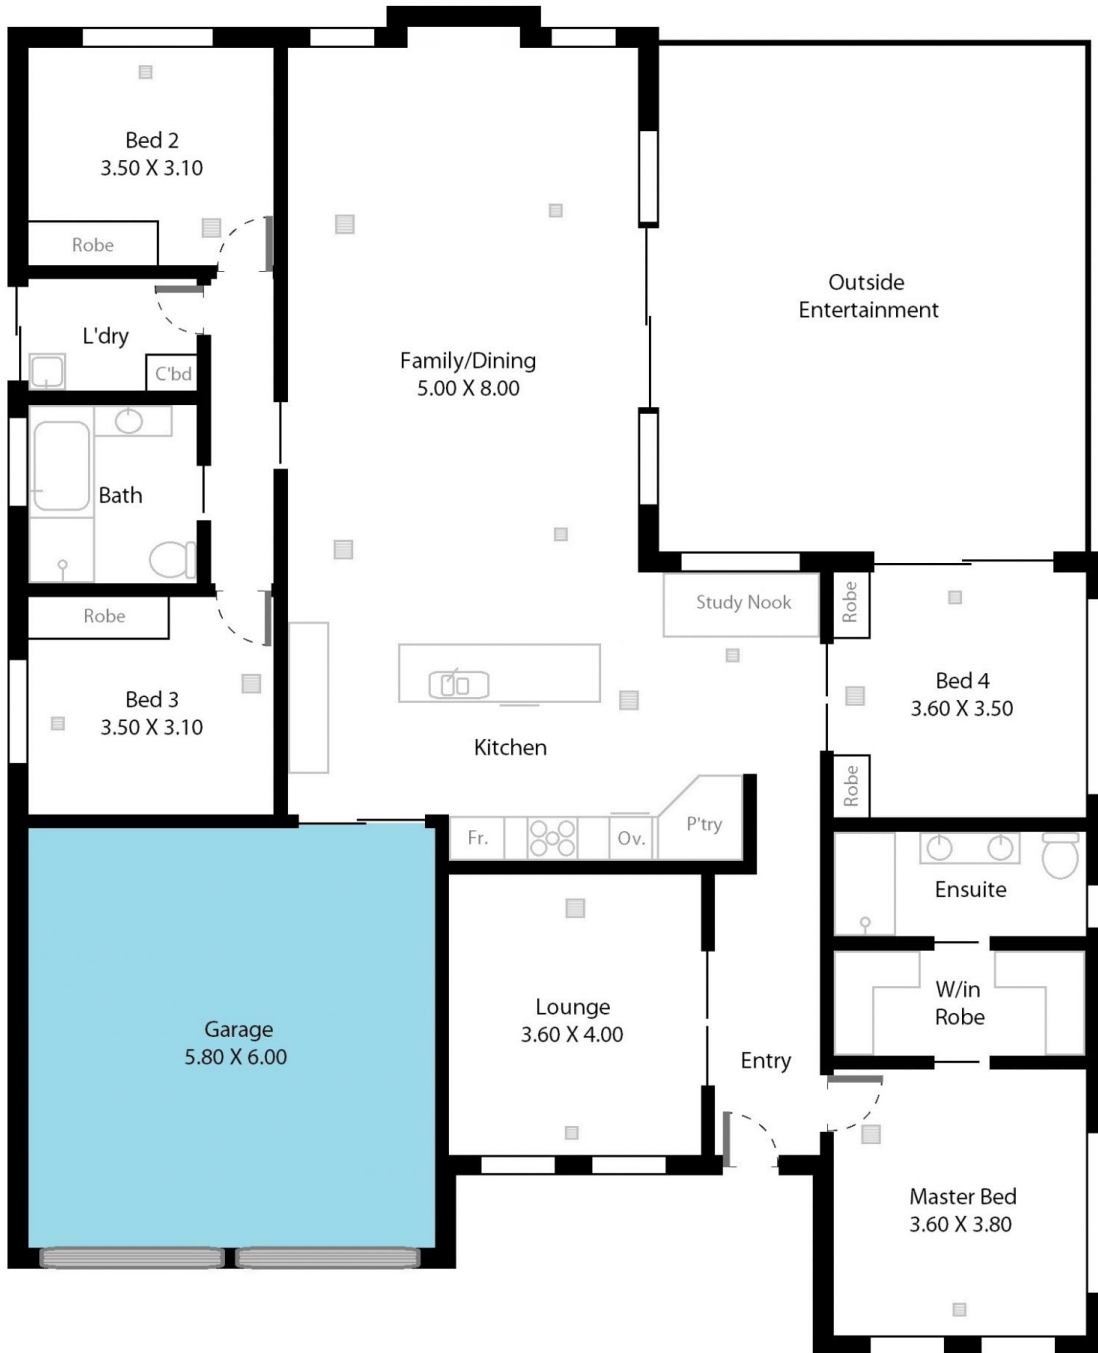 Bed 2
3.50 X 3.10
Robe
L'dry
C'bd
Bath
Robe
Bed 3
3.50 X 3.10
Family/Dining
5.00 X 8.00
Outside
Entertainment
Study Nook
Robe
Bed 4
3.60 X 3.50
Robe
Kitchen
Fr.
Ov.
P'try
Ensuite
W/in
Robe
Garage
5.80 X 6.00
Lounge
3.60 X 4.00
Entry
Master Bed
3.60 X 3.80